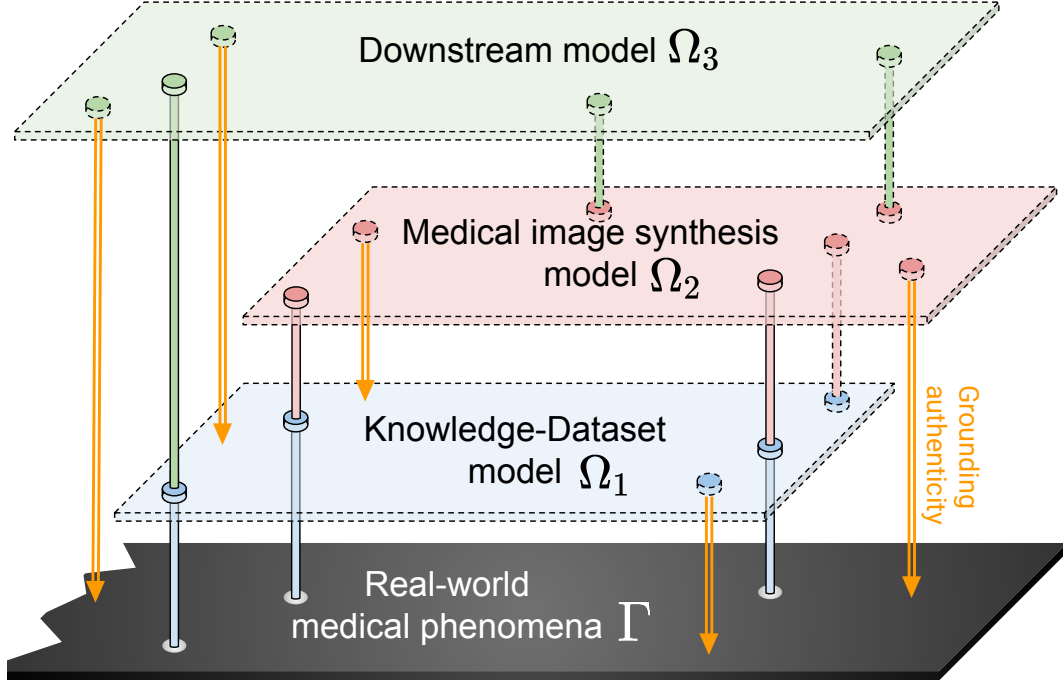 Downstream model Ω₃
Medical image synthesis
model Ω₂
Grounding
authenticity
Knowledge-Dataset
model Ω₁
Real-world
medical phenomena Γ